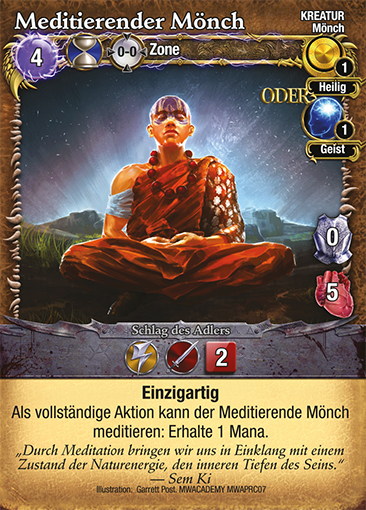 Meditierender Mönch
KREATUR
Mönch
4
0-0
Zone
1
Heilig
ODER
1
Geist
0
5
Schlag des Adlers
2
Einzigartig
Als vollständige Aktion kann der Meditierende Mönch
meditieren: Erhalte 1 Mana.
„Durch Meditation bringen wir uns in Einklang mit einem
Zustand der Naturenergie, den inneren Tiefen des Seins.“
— Sem Ki
Illustration: Garrett Post. MWACADEMY MWAPRC07